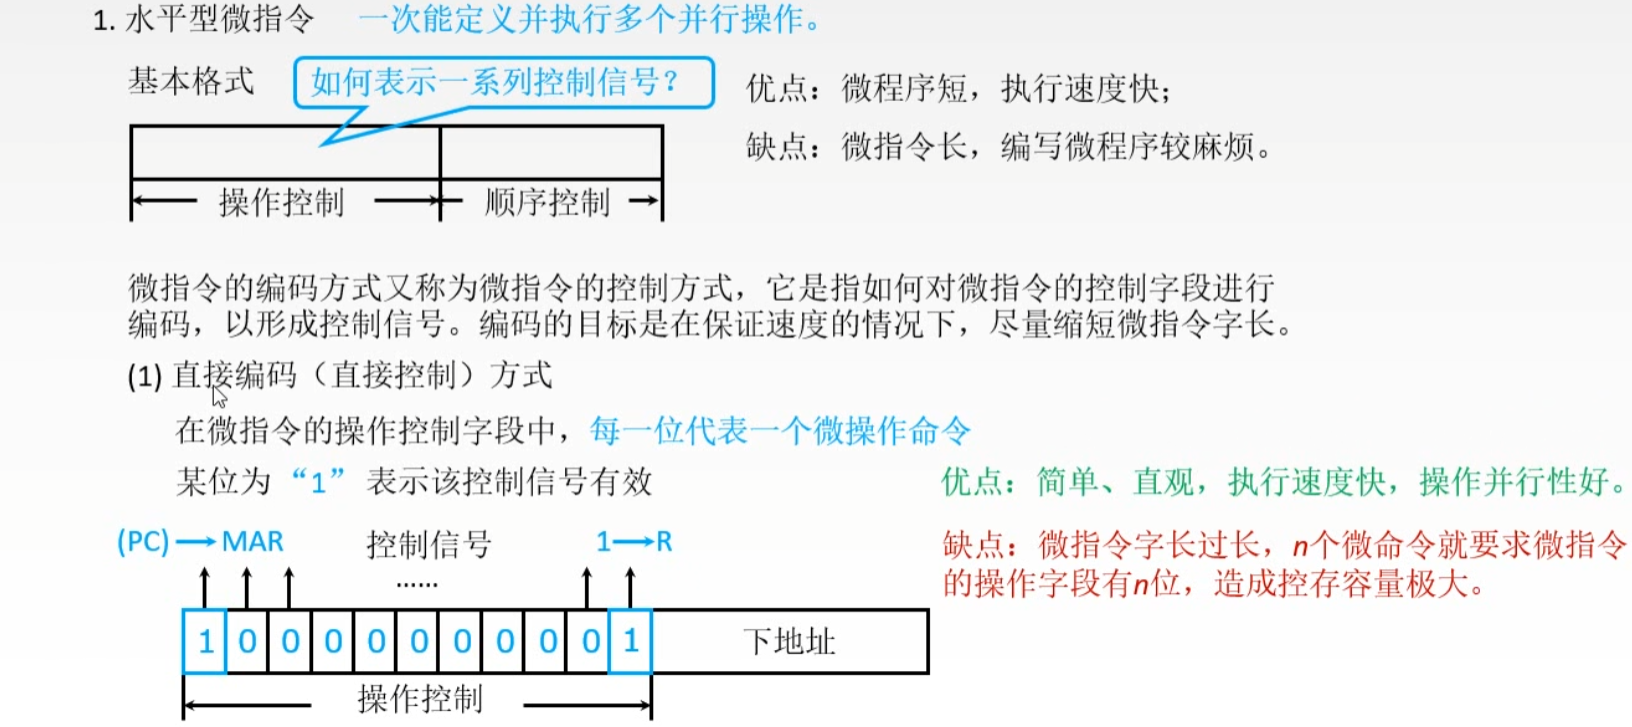 1. 水平型微指令 一次能定义并执行多个并行操作。
基本格式 如何表示一系列控制信号？
优点：微程序短，执行速度快；
缺点：微指令长，编写微程序较麻烦。
操作控制 顺序控制
微指令的编码方式又称为微指令的控制方式，它是指如何对微指令的控制字段进行
编码，以形成控制信号。编码的目标是在保证速度的情况下，尽量缩短微指令字长。
(1) 直接编码（直接控制）方式
在微指令的操作控制字段中，每一位代表一个微操作命令
某位为“1”表示该控制信号有效
优点：简单、直观，执行速度快，操作并行性好。
缺点：微指令字长过长，n个微命令就要求微指令
的操作字段有n位，造成控存容量极大。
(PC)→MAR 控制信号 1→R
……
1 0 0 0 0 0 0 0 0 0 1 下地址
操作控制